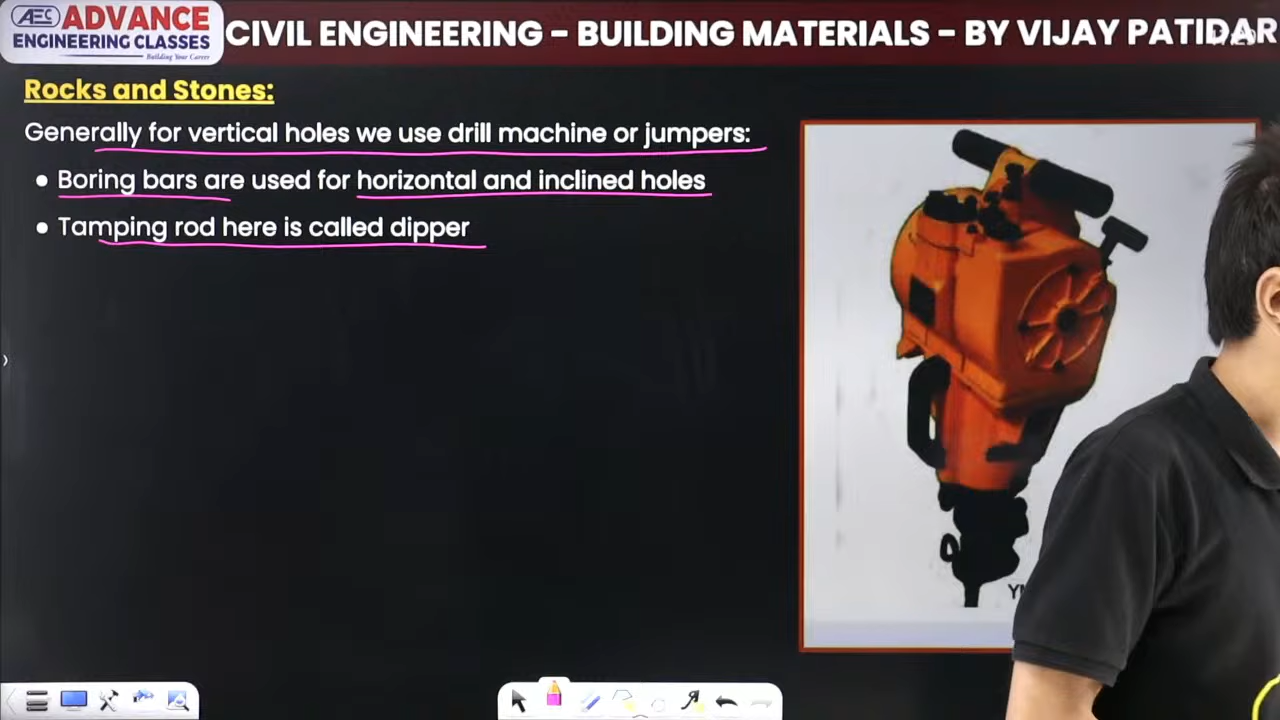 AEC ADVANCE
ENGINEERING CLASSES
Building Your Career
CIVIL ENGINEERING - BUILDING MATERIALS - BY VIJAY PATIDAR
Rocks and Stones:
Generally for vertical holes we use drill machine or jumpers:
• Boring bars are used for horizontal and inclined holes
• Tamping rod here is called dipper